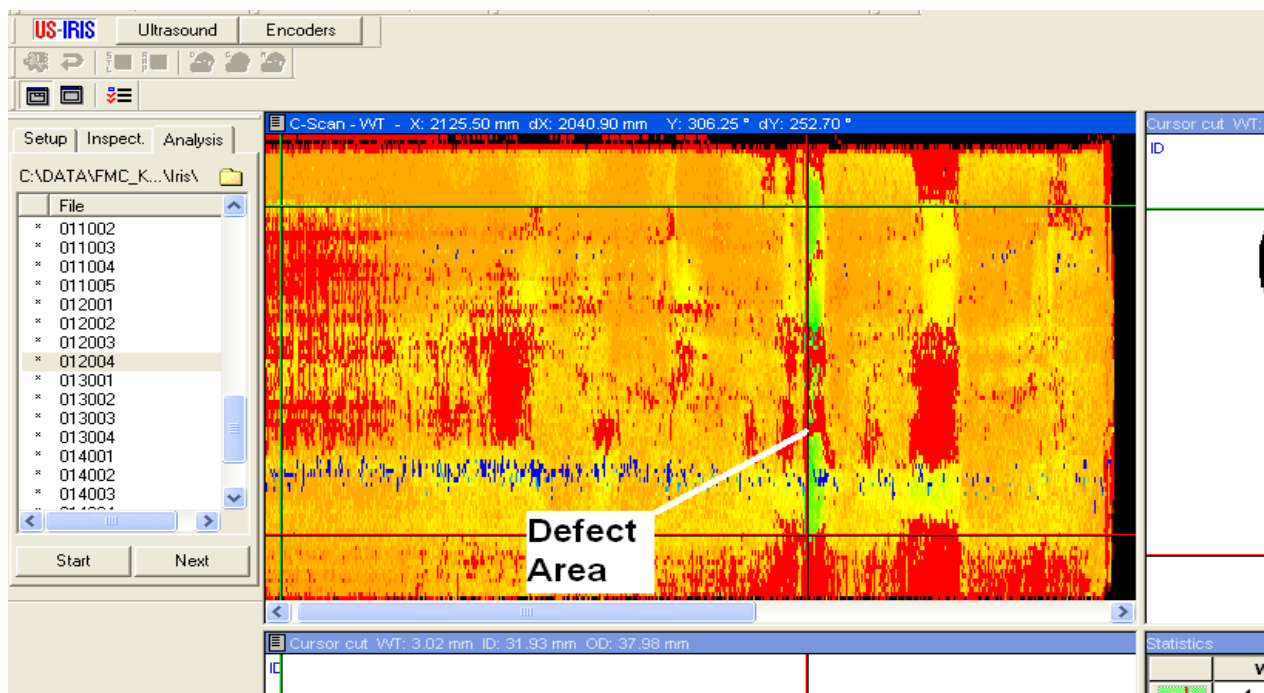 US-IRIS Ultrasound Encoders
Setup Inspect. Analysis
C:\DATA\FMC_K...\Iris\
File
* 011002
* 011003
* 011004
* 011005
* 012001
* 012002
* 012003
* 012004
* 013001
* 013002
* 013003
* 013004
* 014001
* 014002
* 014003
Start Next
C-Scan - WT - X: 2125.50 mm dX: 2040.90 mm Y: 306.25 ° dY: 252.70 °
Defect
Area
Cursor cut WT: 3.02 mm ID: 31.93 mm OD: 37.98 mm
ID
Cursor cut WT:
ID
Statistics